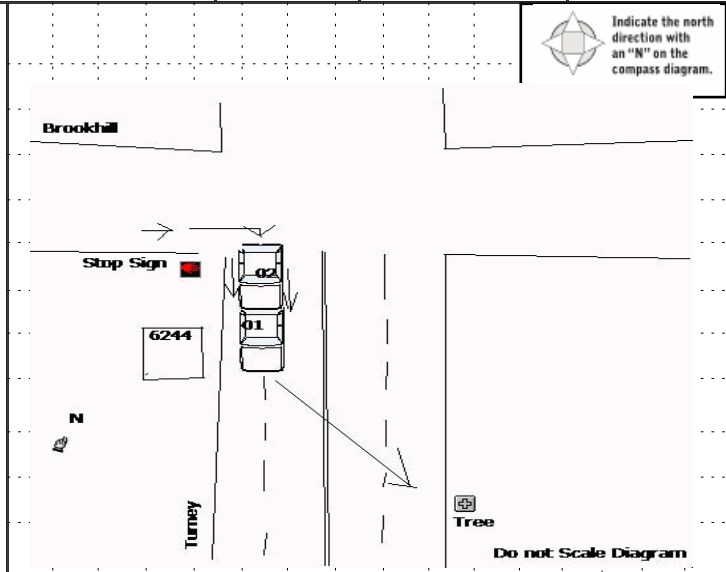 Indicate the north
direction with
an “N” on the
compass diagram.
Brookhill
Stop Sign
02
01
6244
N
Turney
Tree
Do not Scale Diagram